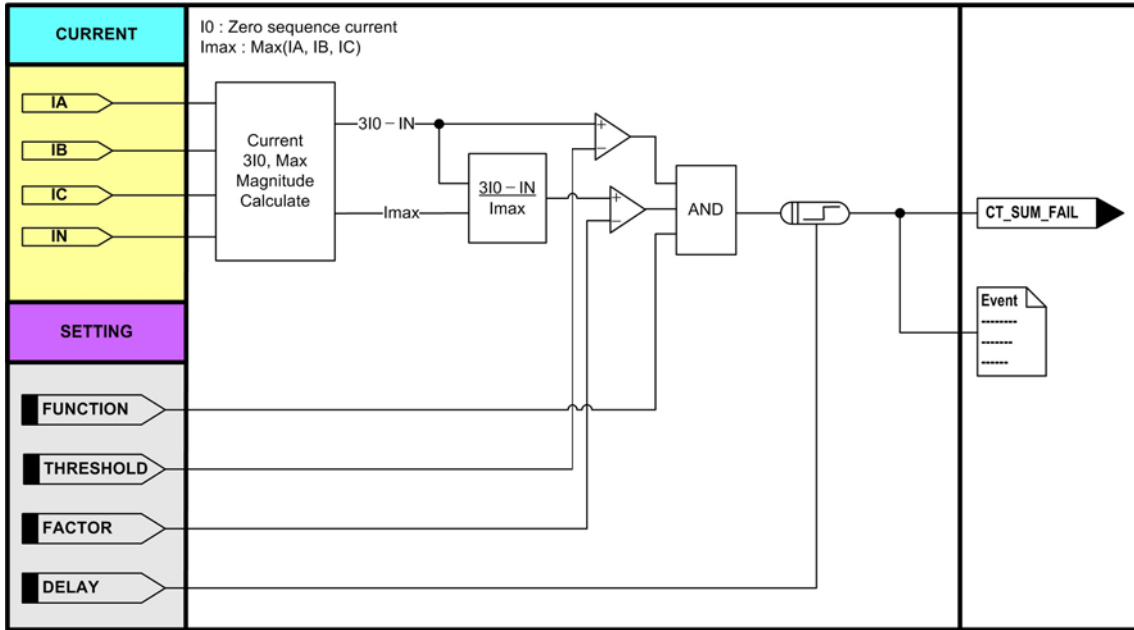 CURRENT
I0 : Zero sequence current
Imax : Max(IA, IB, IC)
IA
IB
IC
IN
Current
3I0, Max
Magnitude
Calculate
3I0 – IN
Imax
3I0 – IN
Imax
+
–
+
–
AND
CT_SUM_FAIL
Event
--------
-------
------
SETTING
FUNCTION
THRESHOLD
FACTOR
DELAY